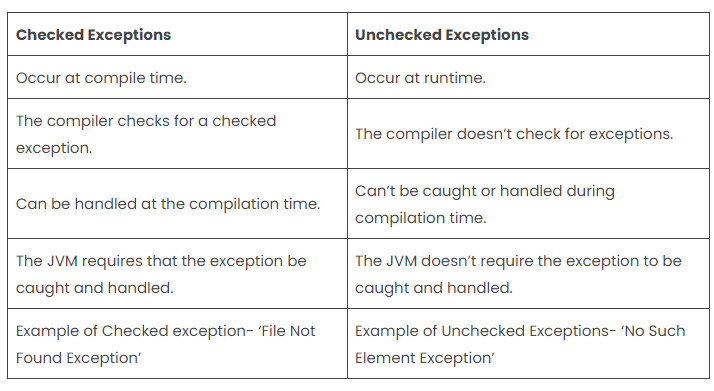 Checked Exceptions
Unchecked Exceptions
Occur at compile time.
Occur at runtime.
The compiler checks for a checked
exception.
The compiler doesn’t check for exceptions.
Can be handled at the compilation time.
Can’t be caught or handled during
compilation time.
The JVM requires that the exception be
caught and handled.
The JVM doesn’t require the exception to be
caught and handled.
Example of Checked exception- ‘File Not
Found Exception’
Example of Unchecked Exceptions- ‘No Such
Element Exception’